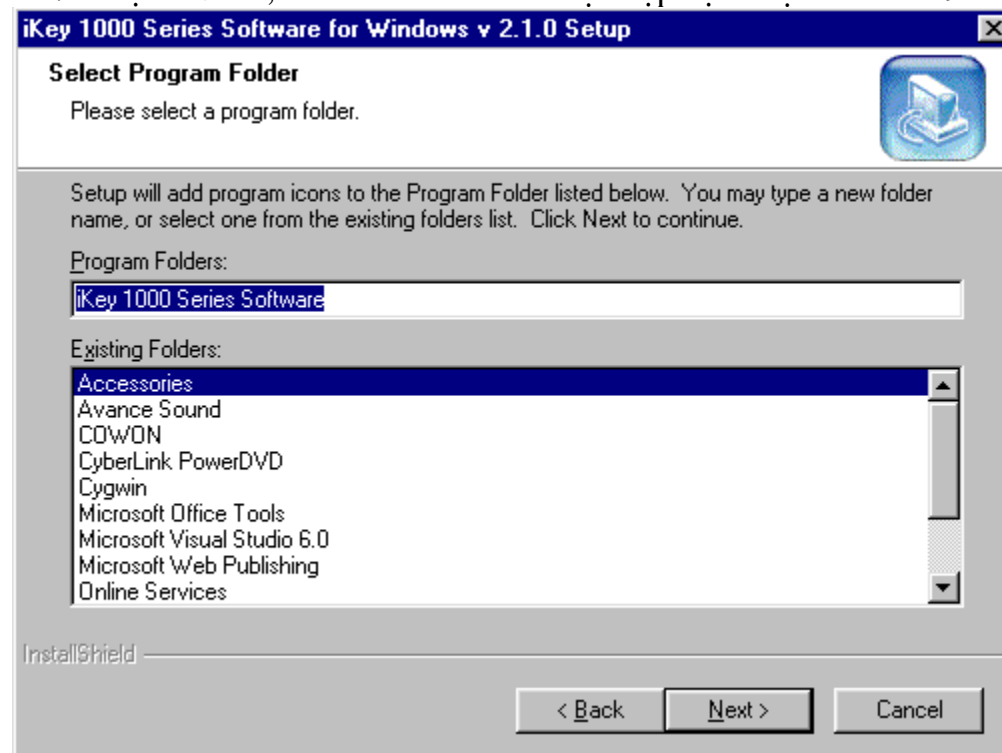 iKey 1000 Series Software for Windows v 2.1.0 Setup
Select Program Folder
Please select a program folder.
Setup will add program icons to the Program Folder listed below. You may type a new folder
name, or select one from the existing folders list. Click Next to continue.
Program Folders:
iKey 1000 Series Software
Existing Folders:
Accessories
Avance Sound
COWON
CyberLink PowerDVD
Cygwin
Microsoft Office Tools
Microsoft Visual Studio 6.0
Microsoft Web Publishing
Online Services
InstallShield
< Back
Next >
Cancel